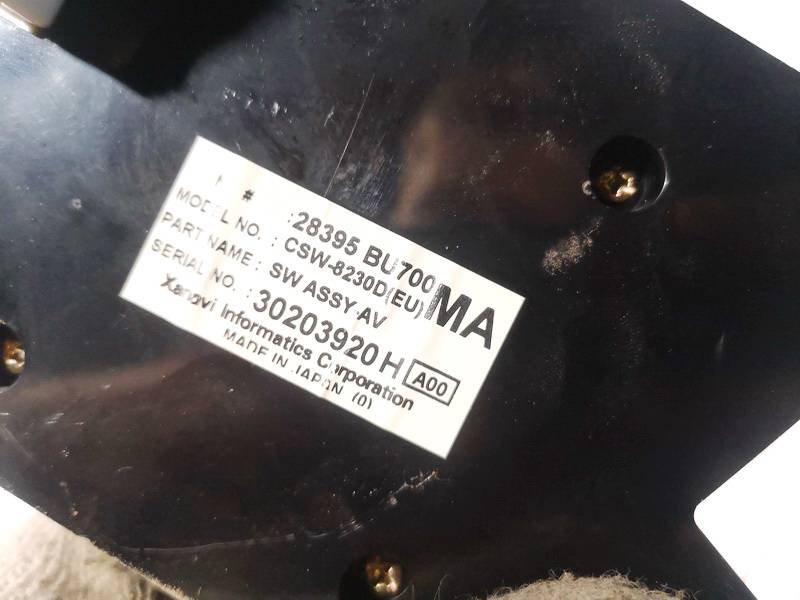 # : 28395 BU700 MA
MODEL NO. : CSW-8230D(EU)
PART NAME : SW ASSY-AV
SERIAL NO. : 30203920 H A00
Xanavi Informatics Corporation
MADE IN JAPAN (0)